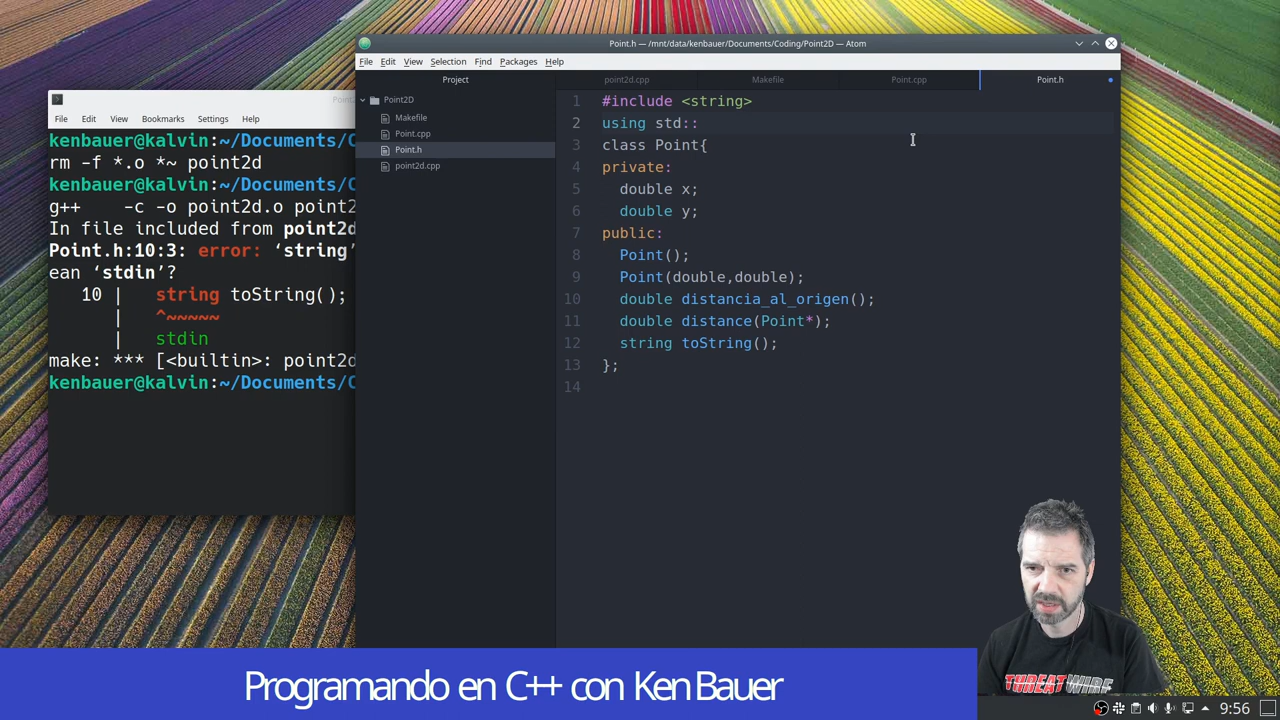 Point.h — /mnt/data/kenbauer/Documents/Coding/Point2D — Atom
File Edit View Selection Find Packages Help
Project
point2d.cpp
Makefile
Point.cpp
Point.h
Point2D
Makefile
Point.cpp
Point.h
point2d.cpp
1 #include <string>
2 using std::
3 class Point{
4 private:
5 double x;
6 double y;
7 public:
8 Point();
9 Point(double,double);
10 double distancia_al_origen();
11 double distance(Point*);
12 string toString();
13 };
14
File Edit View Bookmarks Settings Help
kenbauer@kalvin:~/Documents/
rm -f *.o *~ point2d
kenbauer@kalvin:~/Documents/
g++ -c -o point2d.o point2
In file included from point2d
Point.h:10:3: error: ‘string’
ean ‘stdin’?
10 | string toString();
| ^~~~~~
| stdin
make: *** [<builtin>: point2d
kenbauer@kalvin:~/Documents/
THREAT WIRE
Programando en C++ con Ken Bauer
9:56